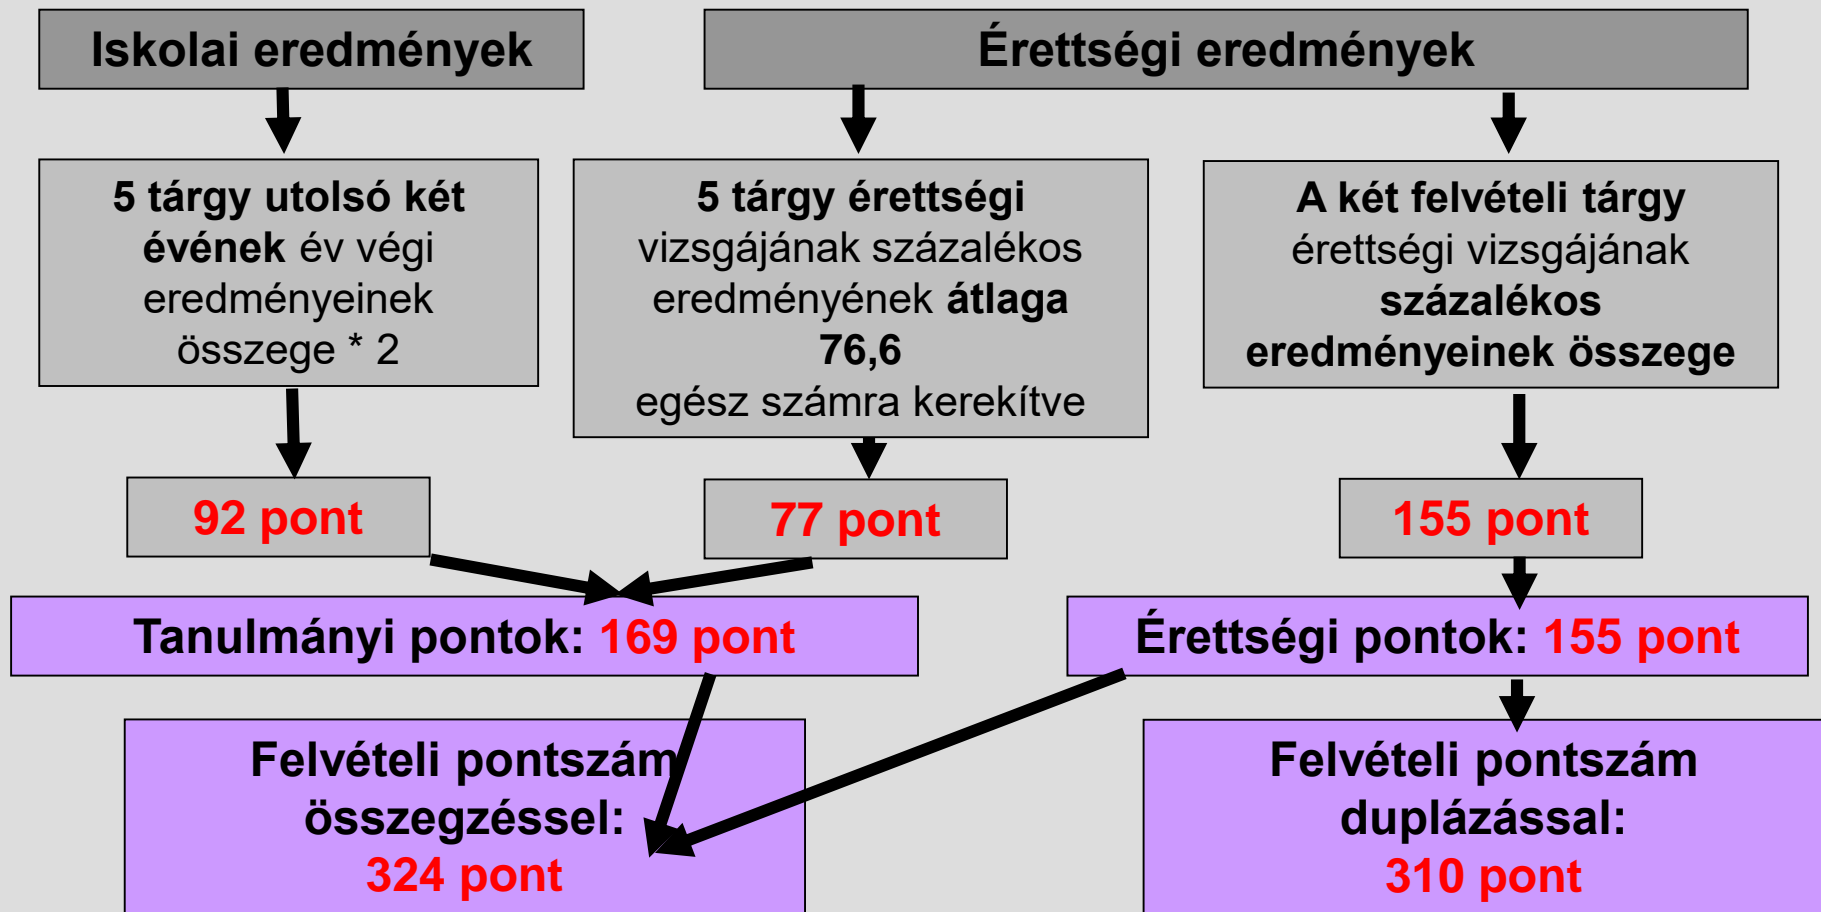 Iskolai eredmények
Érettségi eredmények
5 tárgy utolsó két
évének év végi
eredményeinek
összege * 2
5 tárgy érettségi
vizsgájának százalékos
eredményének átlaga
76,6
egész számra kerekítve
A két felvételi tárgy
érettségi vizsgájának
százalékos
eredményeinek összege
92 pont
77 pont
155 pont
Tanulmányi pontok: 169 pont
Érettségi pontok: 155 pont
Felvételi pontszám
összegzéssel:
324 pont
Felvételi pontszám
duplázással:
310 pont